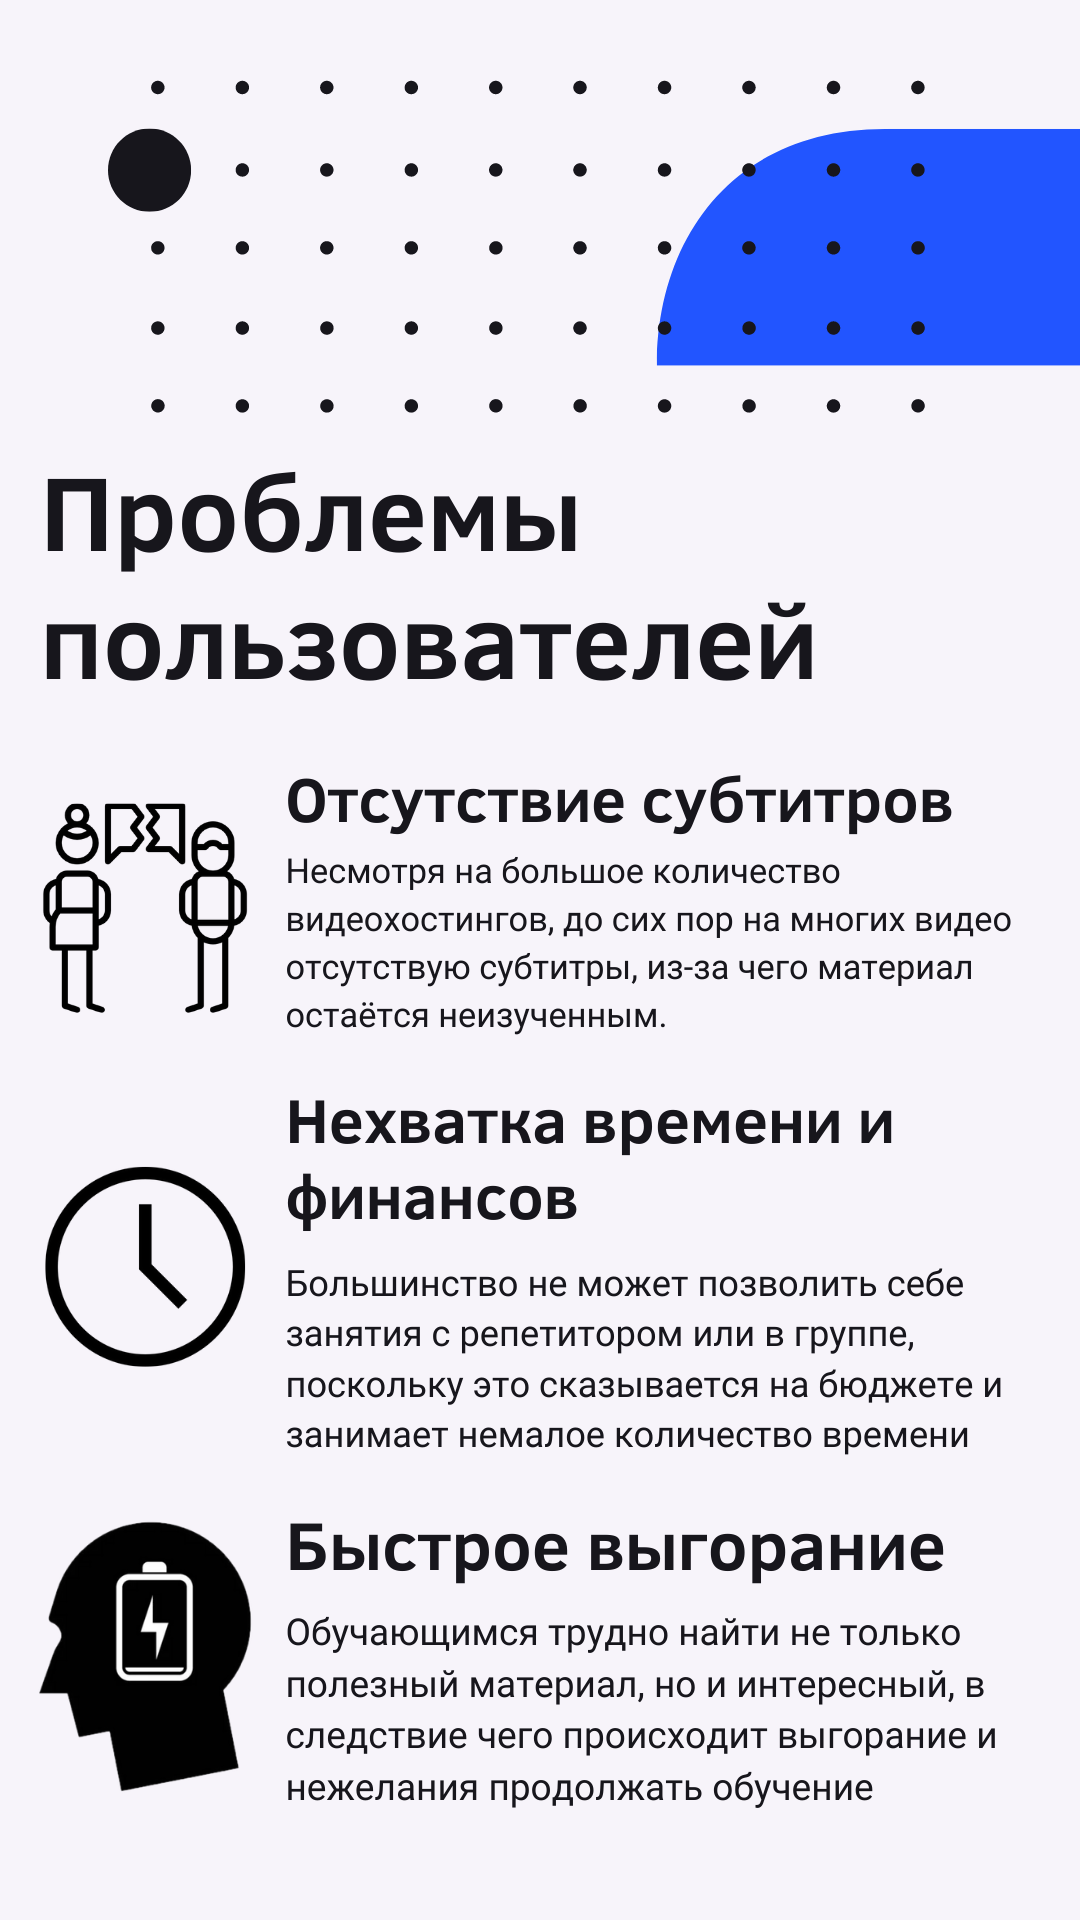 Проблемы
пользователей
Отсутствие субтитров
Несмотря на большое количество
видеохостингов, до сих пор на многих видео
отсутствую субтитры, из-за чего материал
остаётся неизученным.
Нехватка времени и
финансов
Большинство не может позволить себе
занятия с репетитором или в группе,
поскольку это сказывается на бюджете и
занимает немалое количество времени
Быстрое выгорание
Обучающимся трудно найти не только
полезный материал, но и интересный, в
следствие чего происходит выгорание и
нежелания продолжать обучение